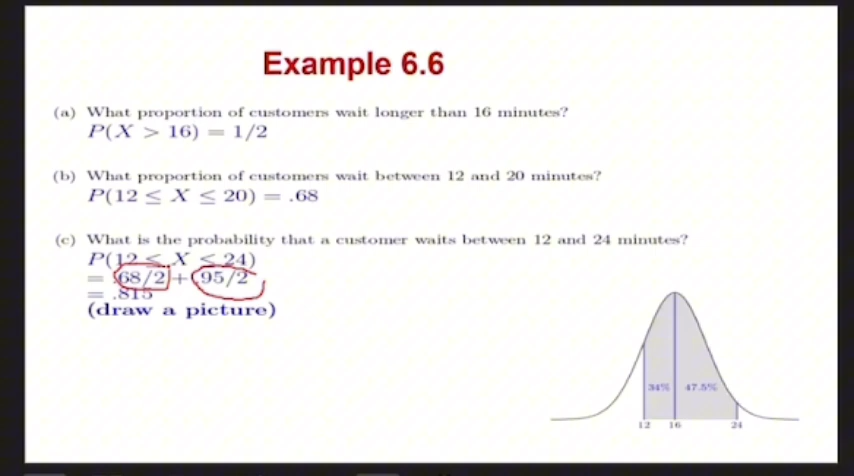 Example 6.6
(a) What proportion of customers wait longer than 16 minutes?
P(X > 16) = 1/2
(b) What proportion of customers wait between 12 and 20 minutes?
P(12 ≤ X ≤ 20) = .68
(c) What is the probability that a customer waits between 12 and 24 minutes?
P(12 ≤ X ≤ 24)
= .68/2 + .95/2
= .815
(draw a picture)
34% 47.5%
12 16 24